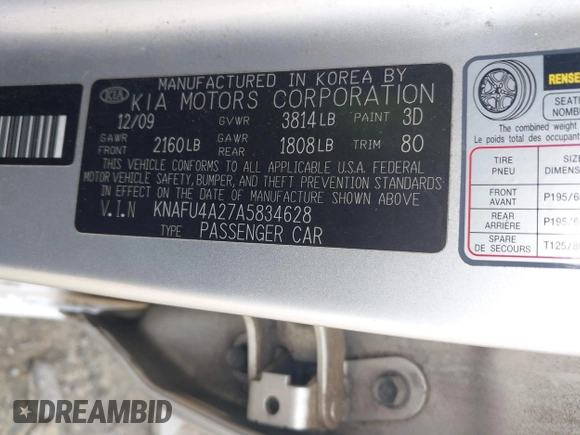 MANUFACTURED IN KOREA BY
KIA KIA MOTORS CORPORATION
12/09 GVWR 3814LB PAINT 3D
GAWR FRONT 2160LB GAWR REAR 1808LB TRIM 80
THIS VEHICLE CONFORMS TO ALL APPLICABLE U.S.A. FEDERAL
MOTOR VEHICLE SAFETY, BUMPER, AND THEFT PREVENTION STANDARDS
IN EFFECT ON THE DATE OF MANUFACTURE SHOWN ABOVE
V.I.N KNAFU4A27A5834628
TYPE PASSENGER CAR
The combined weight
Le poids total des occupant
TIRE
PNEU
FRONT
AVANT
REAR
ARRIÈRE
SPARE
DE SECOURS
DREAMBID